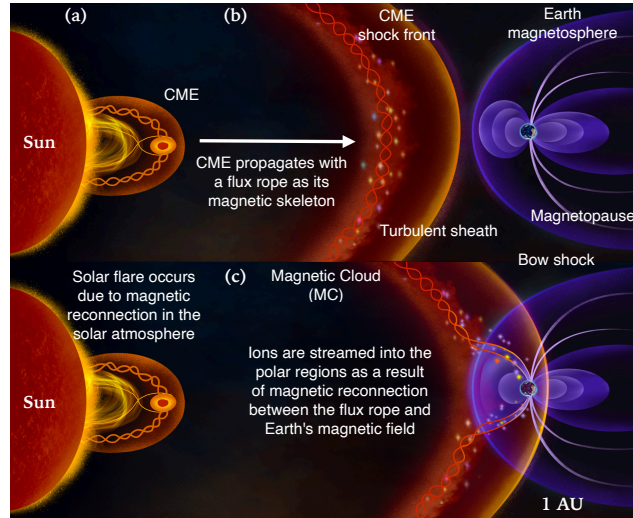 (a)
(b)
CME
shock front
Earth
magnetosphere
CME
Sun
CME propagates with
a flux rope as its
magnetic skeleton
Turbulent sheath
Magnetopause
Bow shock
Solar flare occurs
due to magnetic
reconnection in the
solar atmosphere
(c)
Magnetic Cloud
(MC)
Ions are streamed into the
polar regions as a result
of magnetic reconnection
between the flux rope and
Earth's magnetic field
Sun
1 AU